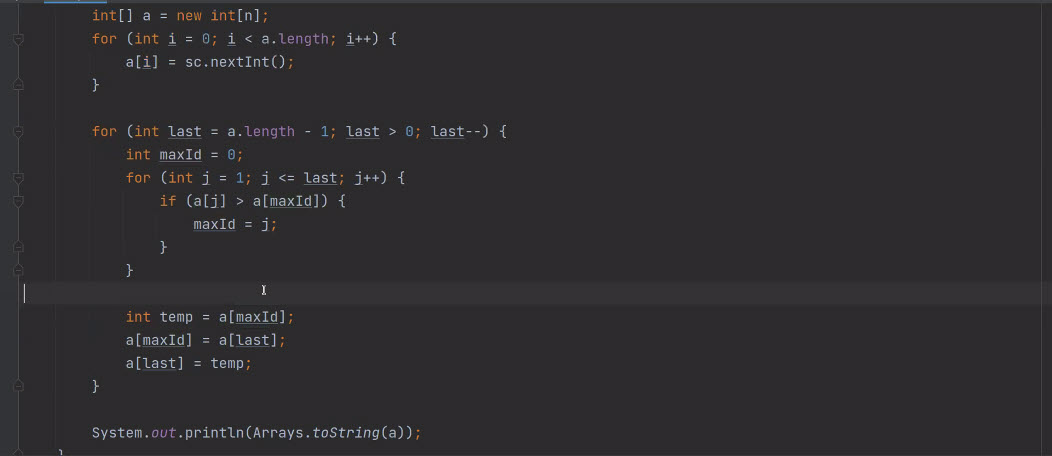 int[] a = new int[n];
for (int i = 0; i < a.length; i++) {
a[i] = sc.nextInt();
}
for (int last = a.length - 1; last > 0; last--) {
int maxId = 0;
for (int j = 1; j <= last; j++) {
if (a[j] > a[maxId]) {
maxId = j;
}
}
int temp = a[maxId];
a[maxId] = a[last];
a[last] = temp;
}
System.out.println(Arrays.toString(a));
}